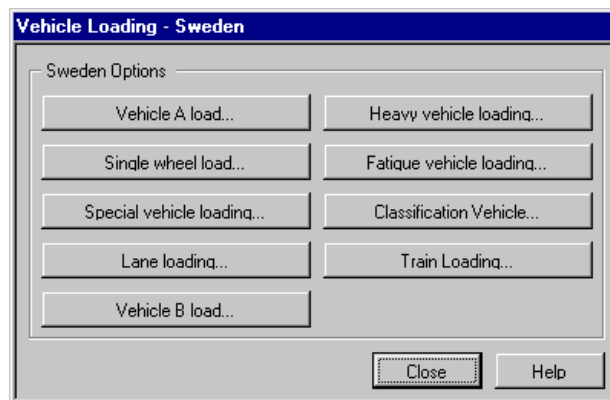 Vehicle Loading - Sweden
Sweden Options
Vehicle A load...
Heavy vehicle loading...
Single wheel load...
Fatigue vehicle loading...
Special vehicle loading...
Classification Vehicle...
Lane loading...
Train Loading...
Vehicle B load...
Close
Help